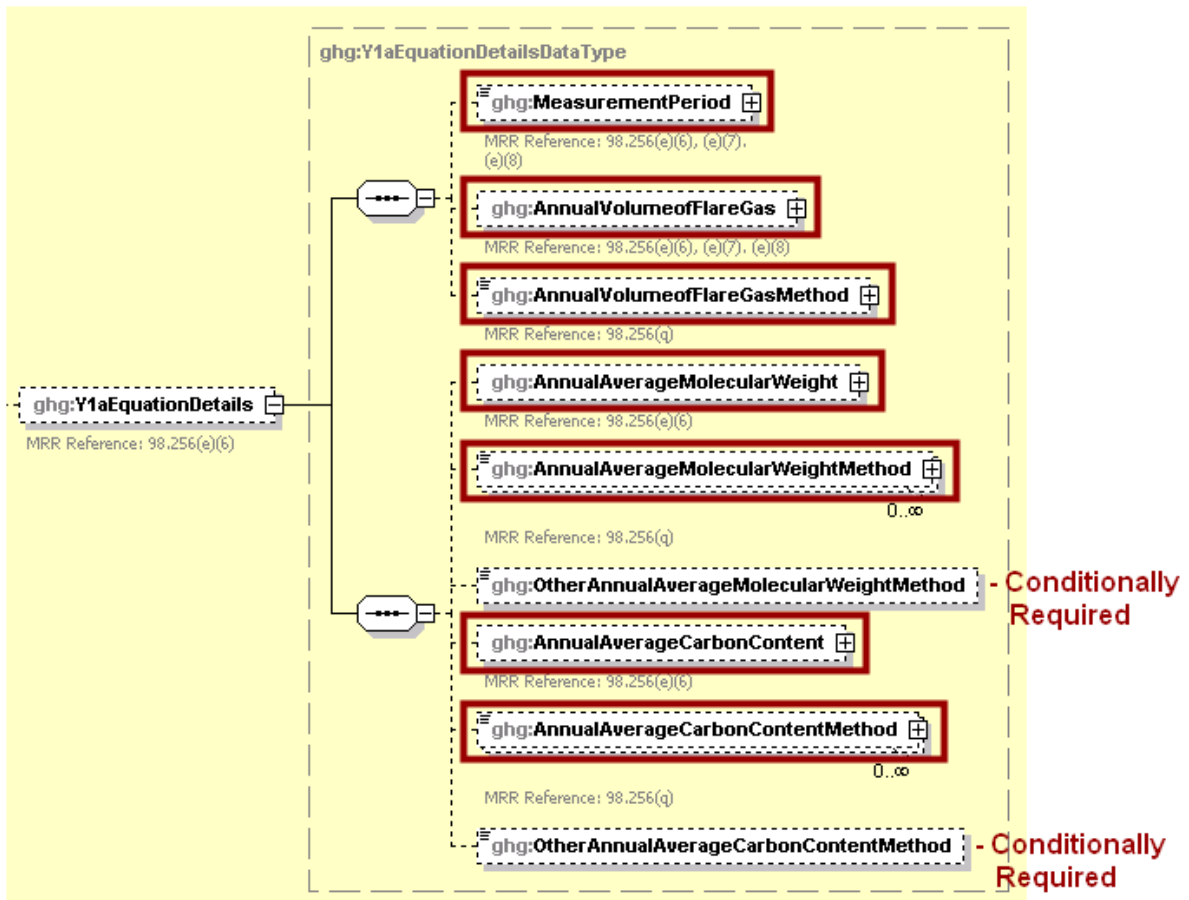 ghg:Y1aEquationDetailsDataType
ghg:MeasurementPeriod
MRR Reference: 98.256(e)(6), (e)(7).
(e)(8)
ghg:AnnualVolumeofFlareGas
MRR Reference: 98.256(e)(6), (e)(7). (e)(8)
ghg:AnnualVolumeofFlareGasMethod
MRR Reference: 98.256(q)
ghg:AnnualAverageMolecularWeight
MRR Reference: 98.256(e)(6)
ghg:Y1aEquationDetails
MRR Reference: 98.256(e)(6)
ghg:AnnualAverageMolecularWeightMethod
0..∞
MRR Reference: 98.256(q)
ghg:OtherAnnualAverageMolecularWeightMethod
- Conditionally
Required
ghg:AnnualAverageCarbonContent
MRR Reference: 98.256(e)(6)
ghg:AnnualAverageCarbonContentMethod
0..∞
MRR Reference: 98.256(q)
ghg:OtherAnnualAverageCarbonContentMethod
- Conditionally
Required